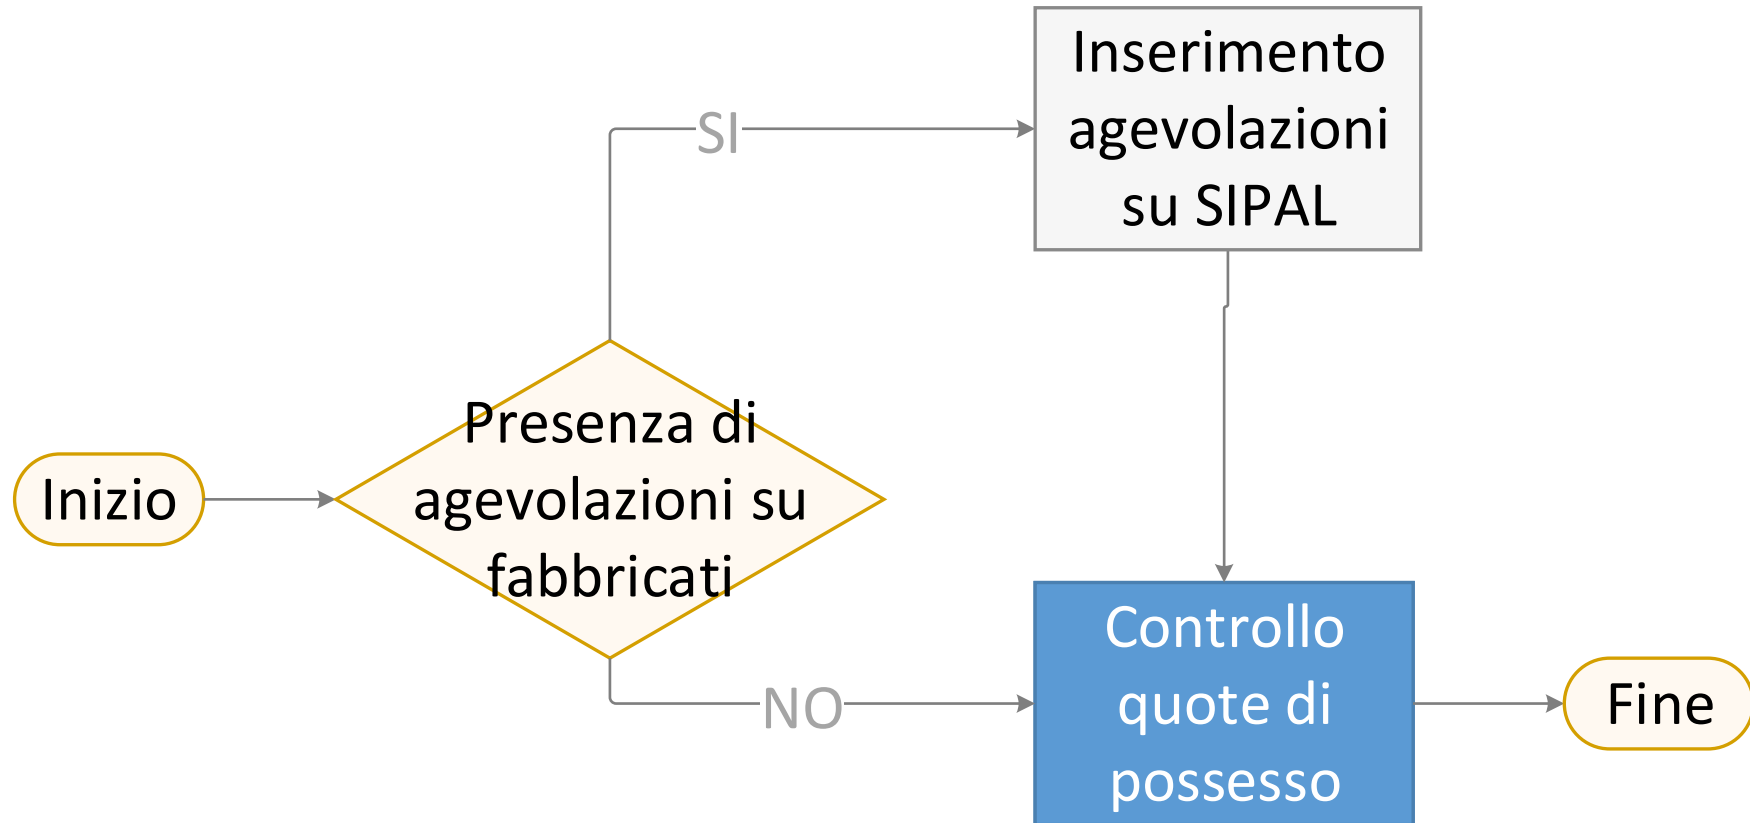 Inserimento
agevolazioni
su SIPAL
SI
Presenza di
agevolazioni su
fabbricati
Inizio
NO
Controllo
quote di
possesso
Fine